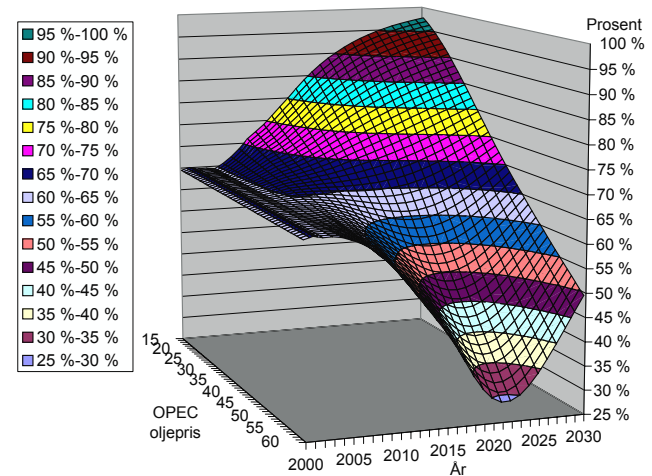 95 %-100 %
90 %-95 %
85 %-90 %
80 %-85 %
75 %-80 %
70 %-75 %
65 %-70 %
60 %-65 %
55 %-60 %
50 %-55 %
45 %-50 %
40 %-45 %
35 %-40 %
30 %-35 %
25 %-30 %
Prosent
100 %
95 %
90 %
85 %
80 %
75 %
70 %
65 %
60 %
55 %
50 %
45 %
40 %
35 %
30 %
25 %
15
20
25
30
35
40
45
50
55
60
OPEC
oljepris
2000 2005 2010 2015 2020 2025 2030
År